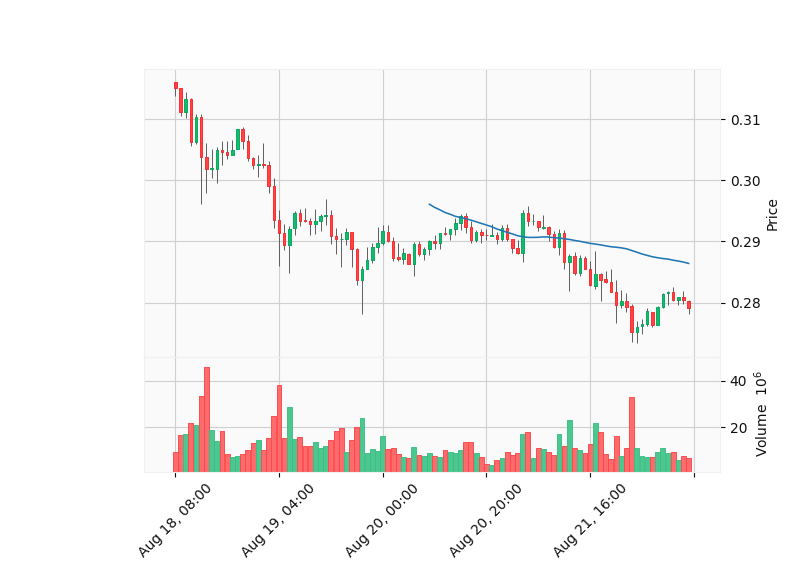 0.31
0.30
0.29
0.28
Price
40
20
Volume 10^6
Aug 18, 08:00
Aug 19, 04:00
Aug 20, 00:00
Aug 20, 20:00
Aug 21, 16:00